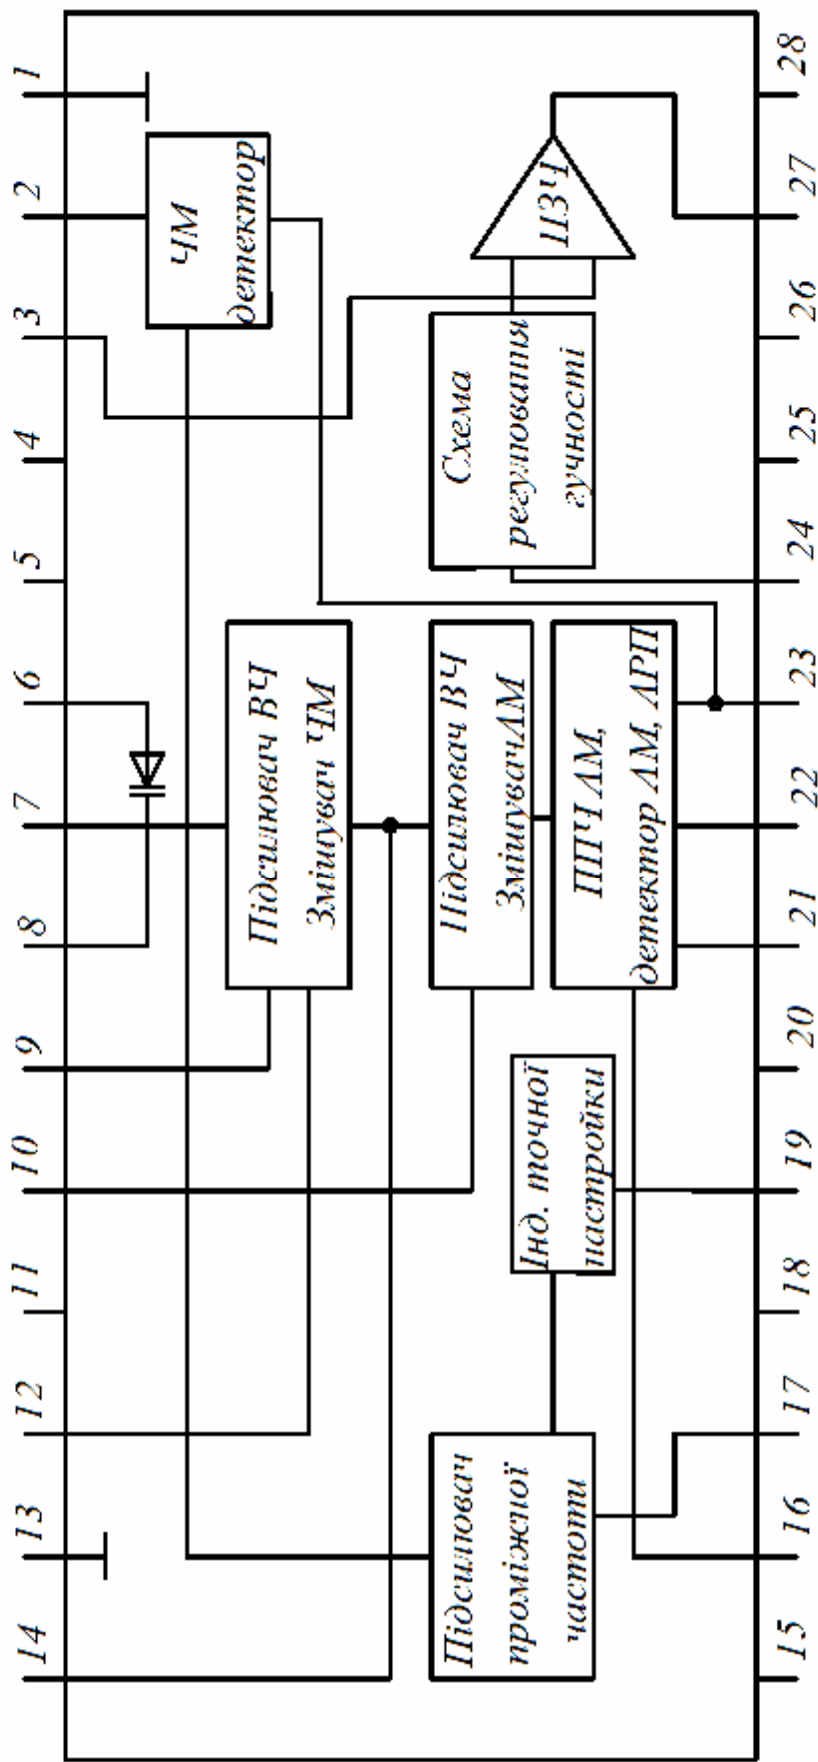 1
2
3
4
5
6
7
8
9
10
11
12
13
14
28
27
26
25
24
23
22
21
20
19
18
17
16
15
ЧМ
детектор
ПЗЧ
Схема
регулювання
гучності
Підсилювач ВЧ
Змішувач ЧМ
Підсилювач ВЧ
ЗмішувачАМ
ППЧ АМ,
детектор АМ, АРП
Інд. точної
настройки
Підсилювач
проміжної
частоти